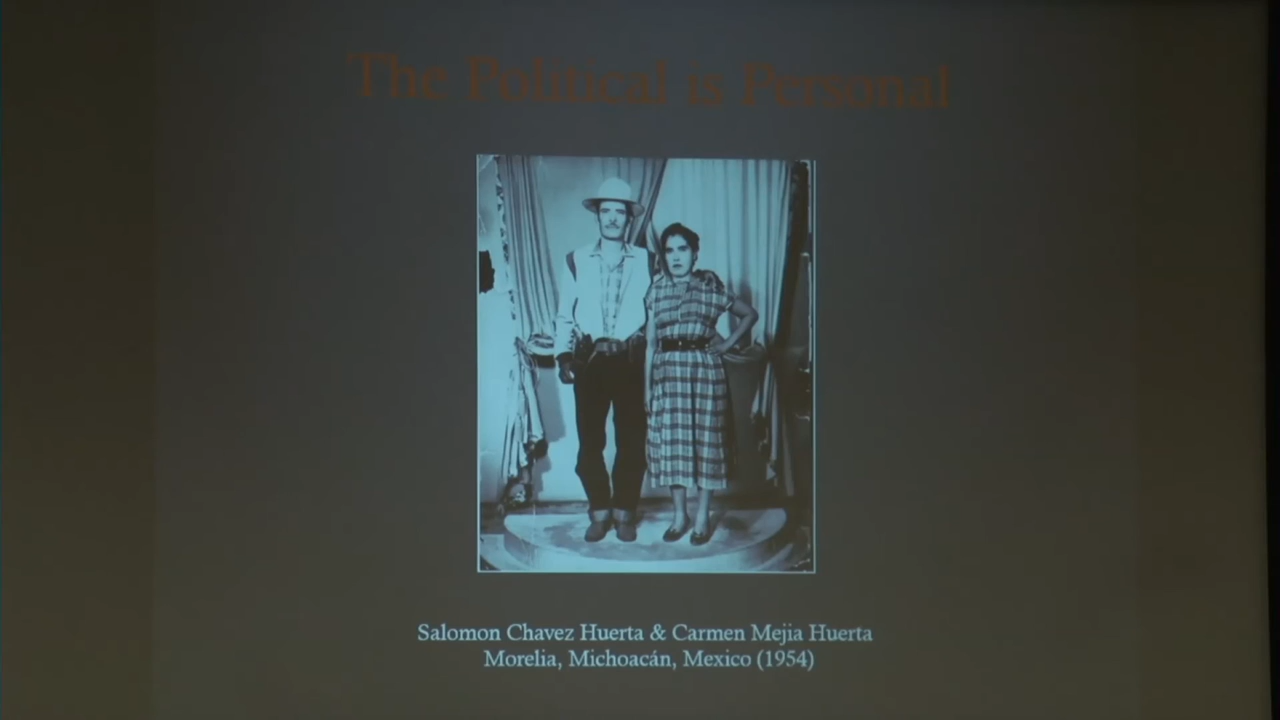 The Political is Personal
Salomon Chavez Huerta & Carmen Mejia Huerta
Morelia, Michoacán, Mexico (1954)